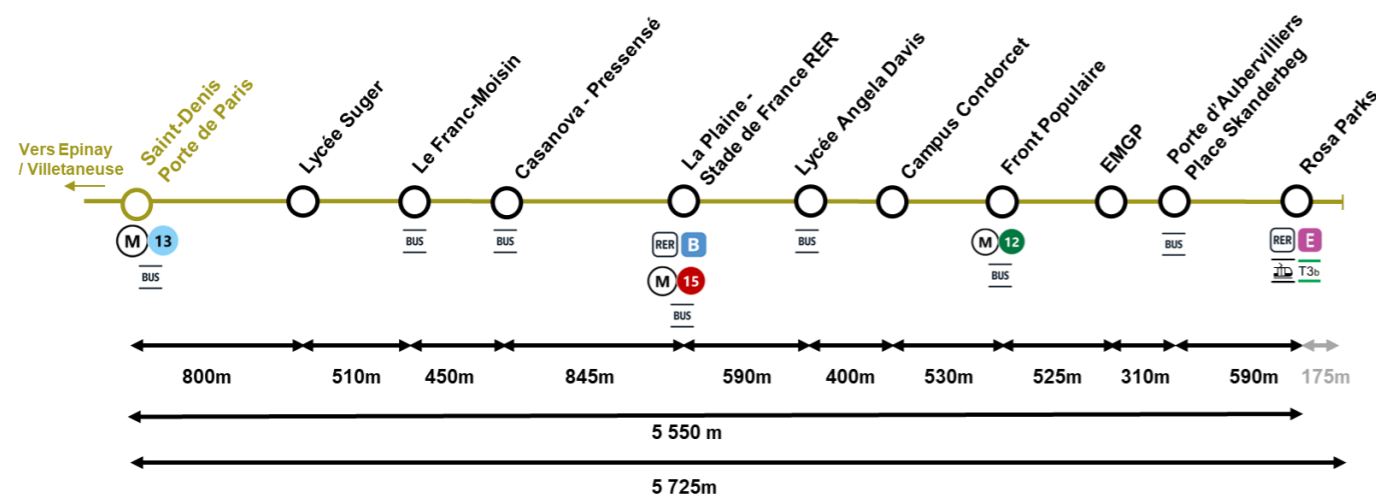 Vers Epinay
/ Villetaneuse
Saint-Denis
Porte de Paris
Lycée Suger
Le Franc-Moisin
Casanova - Pressensé
La Plaine -
Stade de France RER
Lycée Angela Davis
Campus Condorcet
Front Populaire
EMGP
Porte d'Aubervilliers
Place Skanderbeg
Rosa Parks
M 13
BUS
BUS
BUS
RER B
M 15
BUS
BUS
M 12
BUS
BUS
RER E
T3b
800m
510m
450m
845m
590m
400m
530m
525m
310m
590m
175m
5 550 m
5 725m